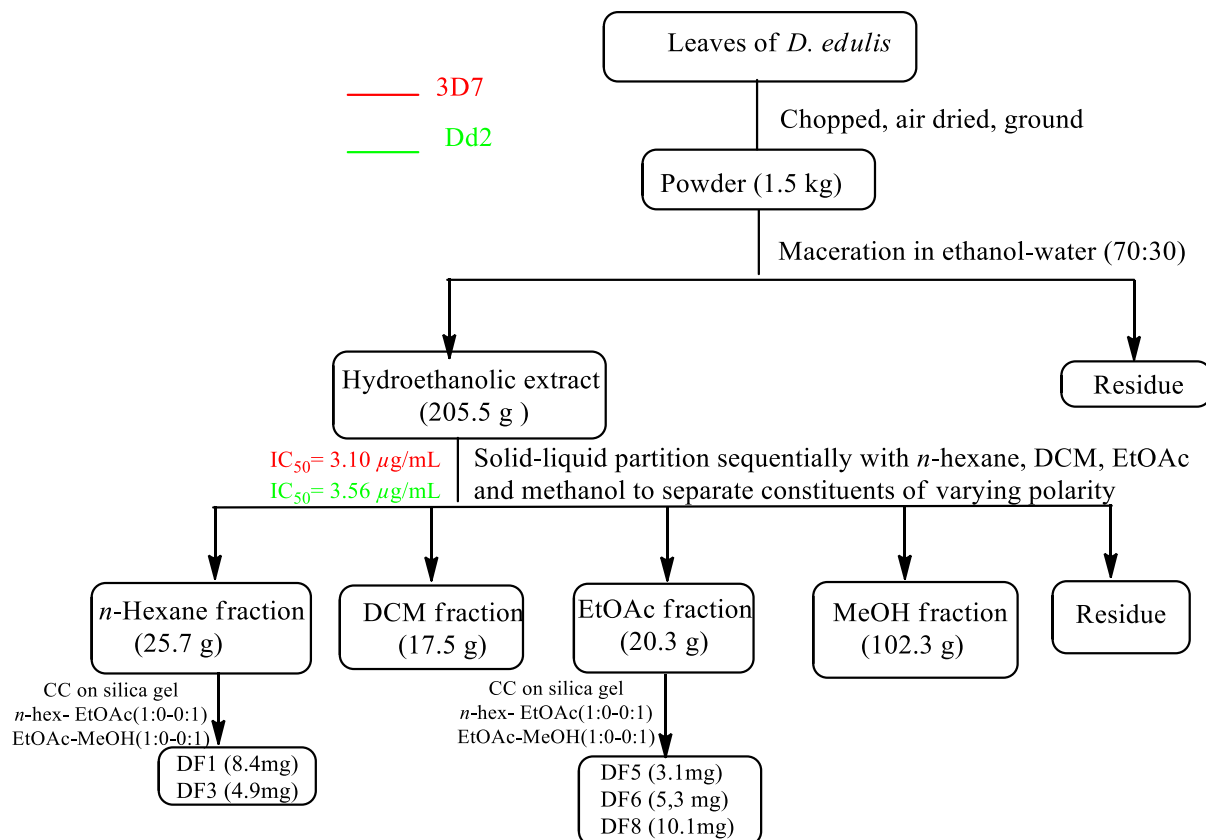 Leaves of D. edulis
3D7
Dd2
Chopped, air dried, ground
Powder (1.5 kg)
Maceration in ethanol-water (70:30)
Hydroethanolic extract
(205.5 g )
Residue
IC50= 3.10 µg/mL
IC50= 3.56 µg/mL
Solid-liquid partition sequentially with n-hexane, DCM, EtOAc
and methanol to separate constituents of varying polarity
n-Hexane fraction
(25.7 g)
DCM fraction
(17.5 g)
EtOAc fraction
(20.3 g)
MeOH fraction
(102.3 g)
Residue
CC on silica gel
n-hex- EtOAc(1:0-0:1)
EtOAc-MeOH(1:0-0:1)
CC on silica gel
n-hex- EtOAc(1:0-0:1)
EtOAc-MeOH(1:0-0:1)
DF1 (8.4mg)
DF3 (4.9mg)
DF5 (3.1mg)
DF6 (5,3 mg)
DF8 (10.1mg)